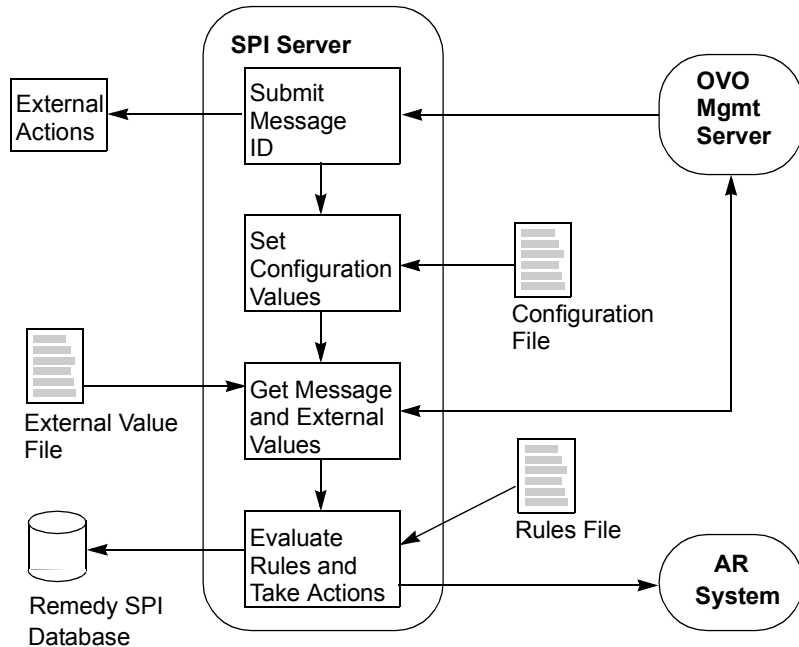 SPI Server
External
Actions
Submit
Message
ID
OVO
Mgmt
Server
Set
Configuration
Values
Configuration
File
External Value
File
Get Message
and External
Values
Rules File
Evaluate
Rules and
Take Actions
Remedy SPI
Database
AR
System